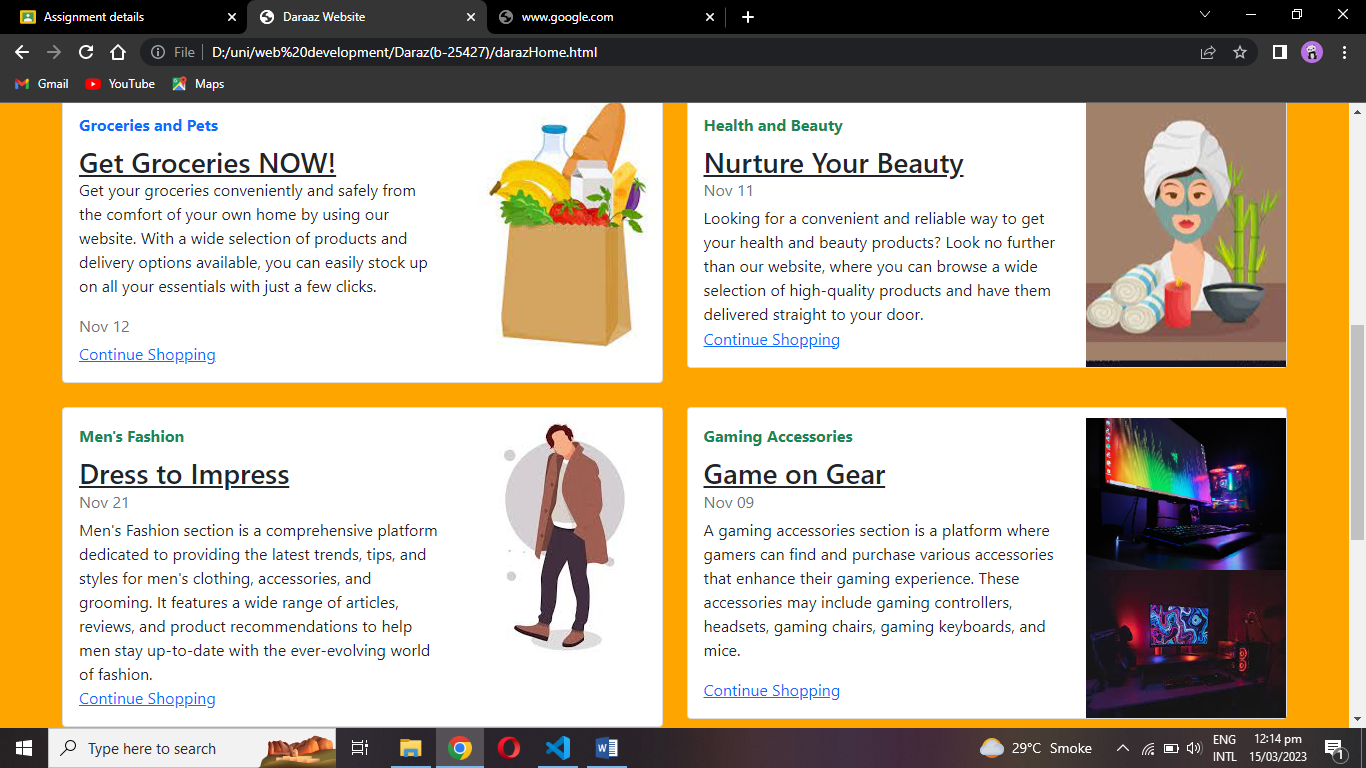 Assignment details
Daraaz Website
www.google.com
File
D:/uni/web%20development/Daraz(b-25427)/darazHome.html
Gmail
YouTube
Maps
Groceries and Pets
Get Groceries NOW!
Get your groceries conveniently and safely from
the comfort of your own home by using our
website. With a wide selection of products and
delivery options available, you can easily stock up
on all your essentials with just a few clicks.
Nov 12
Continue Shopping
Health and Beauty
Nurture Your Beauty
Nov 11
Looking for a convenient and reliable way to get
your health and beauty products? Look no further
than our website, where you can browse a wide
selection of high-quality products and have them
delivered straight to your door.
Continue Shopping
Men's Fashion
Dress to Impress
Nov 21
Men's Fashion section is a comprehensive platform
dedicated to providing the latest trends, tips, and
styles for men's clothing, accessories, and
grooming. It features a wide range of articles,
reviews, and product recommendations to help
men stay up-to-date with the ever-evolving world
of fashion.
Continue Shopping
Gaming Accessories
Game on Gear
Nov 09
A gaming accessories section is a platform where
gamers can find and purchase various accessories
that enhance their gaming experience. These
accessories may include gaming controllers,
headsets, gaming chairs, gaming keyboards, and
mice.
Continue Shopping
Type here to search
29°C Smoke
ENG
INTL
12:14 pm
15/03/2023
1